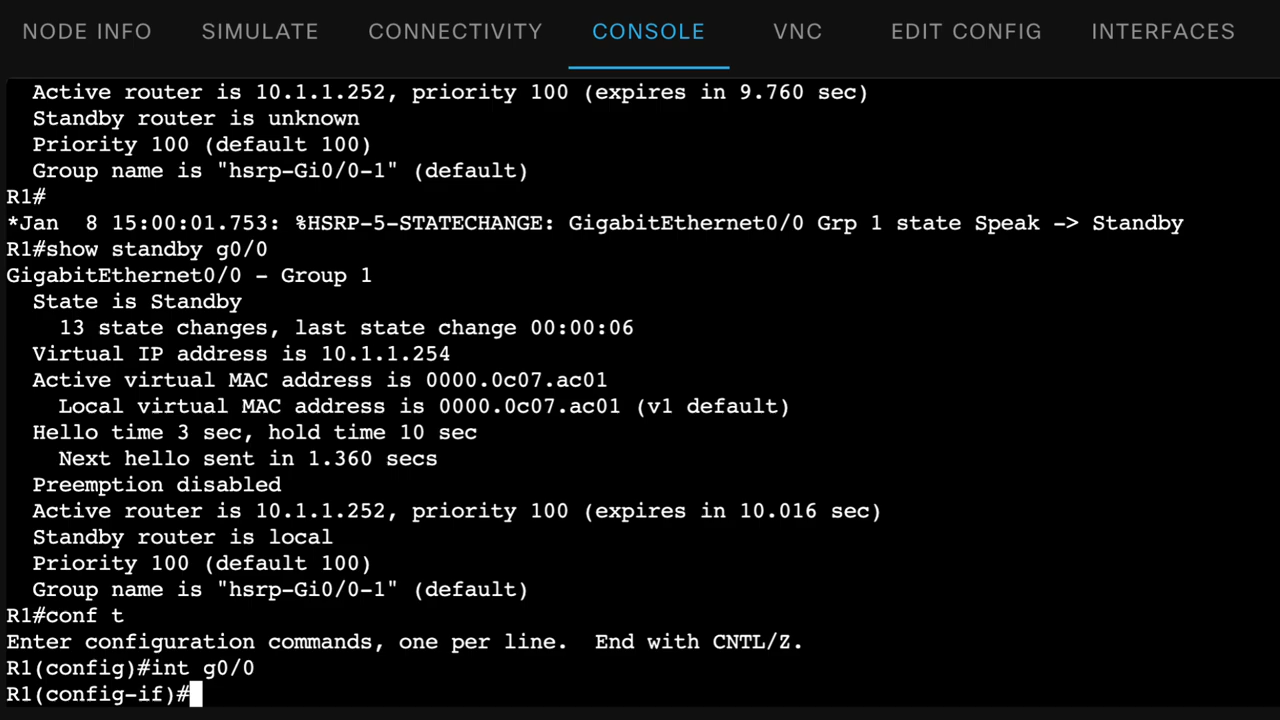 NODE INFO SIMULATE CONNECTIVITY CONSOLE VNC EDIT CONFIG INTERFACES
Active router is 10.1.1.252, priority 100 (expires in 9.760 sec)
Standby router is unknown
Priority 100 (default 100)
Group name is "hsrp-Gi0/0-1" (default)
R1#
*Jan  8 15:00:01.753: %HSRP-5-STATECHANGE: GigabitEthernet0/0 Grp 1 state Speak -> Standby
R1#show standby g0/0
GigabitEthernet0/0 - Group 1
State is Standby
13 state changes, last state change 00:00:06
Virtual IP address is 10.1.1.254
Active virtual MAC address is 0000.0c07.ac01
Local virtual MAC address is 0000.0c07.ac01 (v1 default)
Hello time 3 sec, hold time 10 sec
Next hello sent in 1.360 secs
Preemption disabled
Active router is 10.1.1.252, priority 100 (expires in 10.016 sec)
Standby router is local
Priority 100 (default 100)
Group name is "hsrp-Gi0/0-1" (default)
R1#conf t
Enter configuration commands, one per line.  End with CNTL/Z.
R1(config)#int g0/0
R1(config-if)#